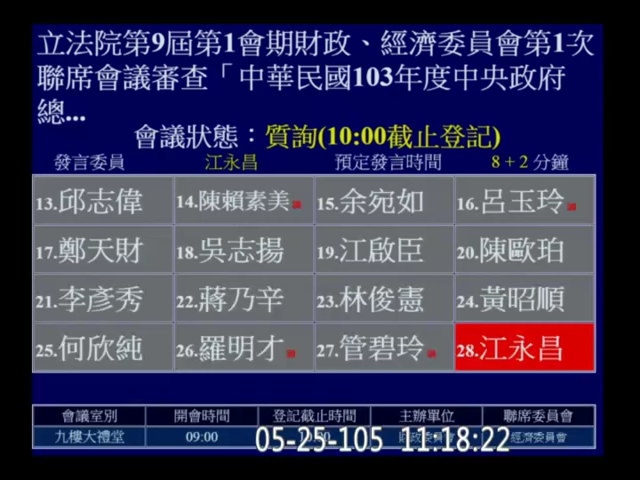 立法院第9屆第1會期財政、經濟委員會第1次
聯席會議審查「中華民國103年度中央政府
總...
會議狀態：質詢(10:00截止登記)
發言委員 江永昌 預定發言時間 8+2分鐘
13.邱志偉 14.陳賴素美 15.余宛如 16.呂玉玲
17.鄭天財 18.吳志揚 19.江啟臣 20.陳歐珀
21.李彥秀 22.蔣乃辛 23.林俊憲 24.黃昭順
25.何欣純 26.羅明才 27.管碧玲 28.江永昌
會議室別 開會時間 登記截止時間 主辦單位 聯席委員會
九樓大禮堂 09:00 財政委員會 經濟委員會
05-25-105 11:18:22